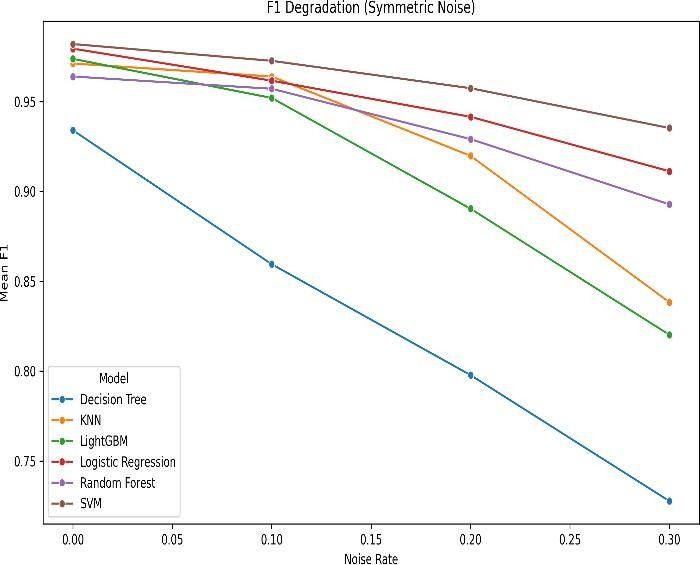 F1 Degradation (Symmetric Noise)
0.95
0.90
0.85
0.80
0.75
Mean F1
Model
Decision Tree
KNN
LightGBM
Logistic Regression
Random Forest
SVM
0.00 0.05 0.10 0.15 0.20 0.25 0.30
Noise Rate